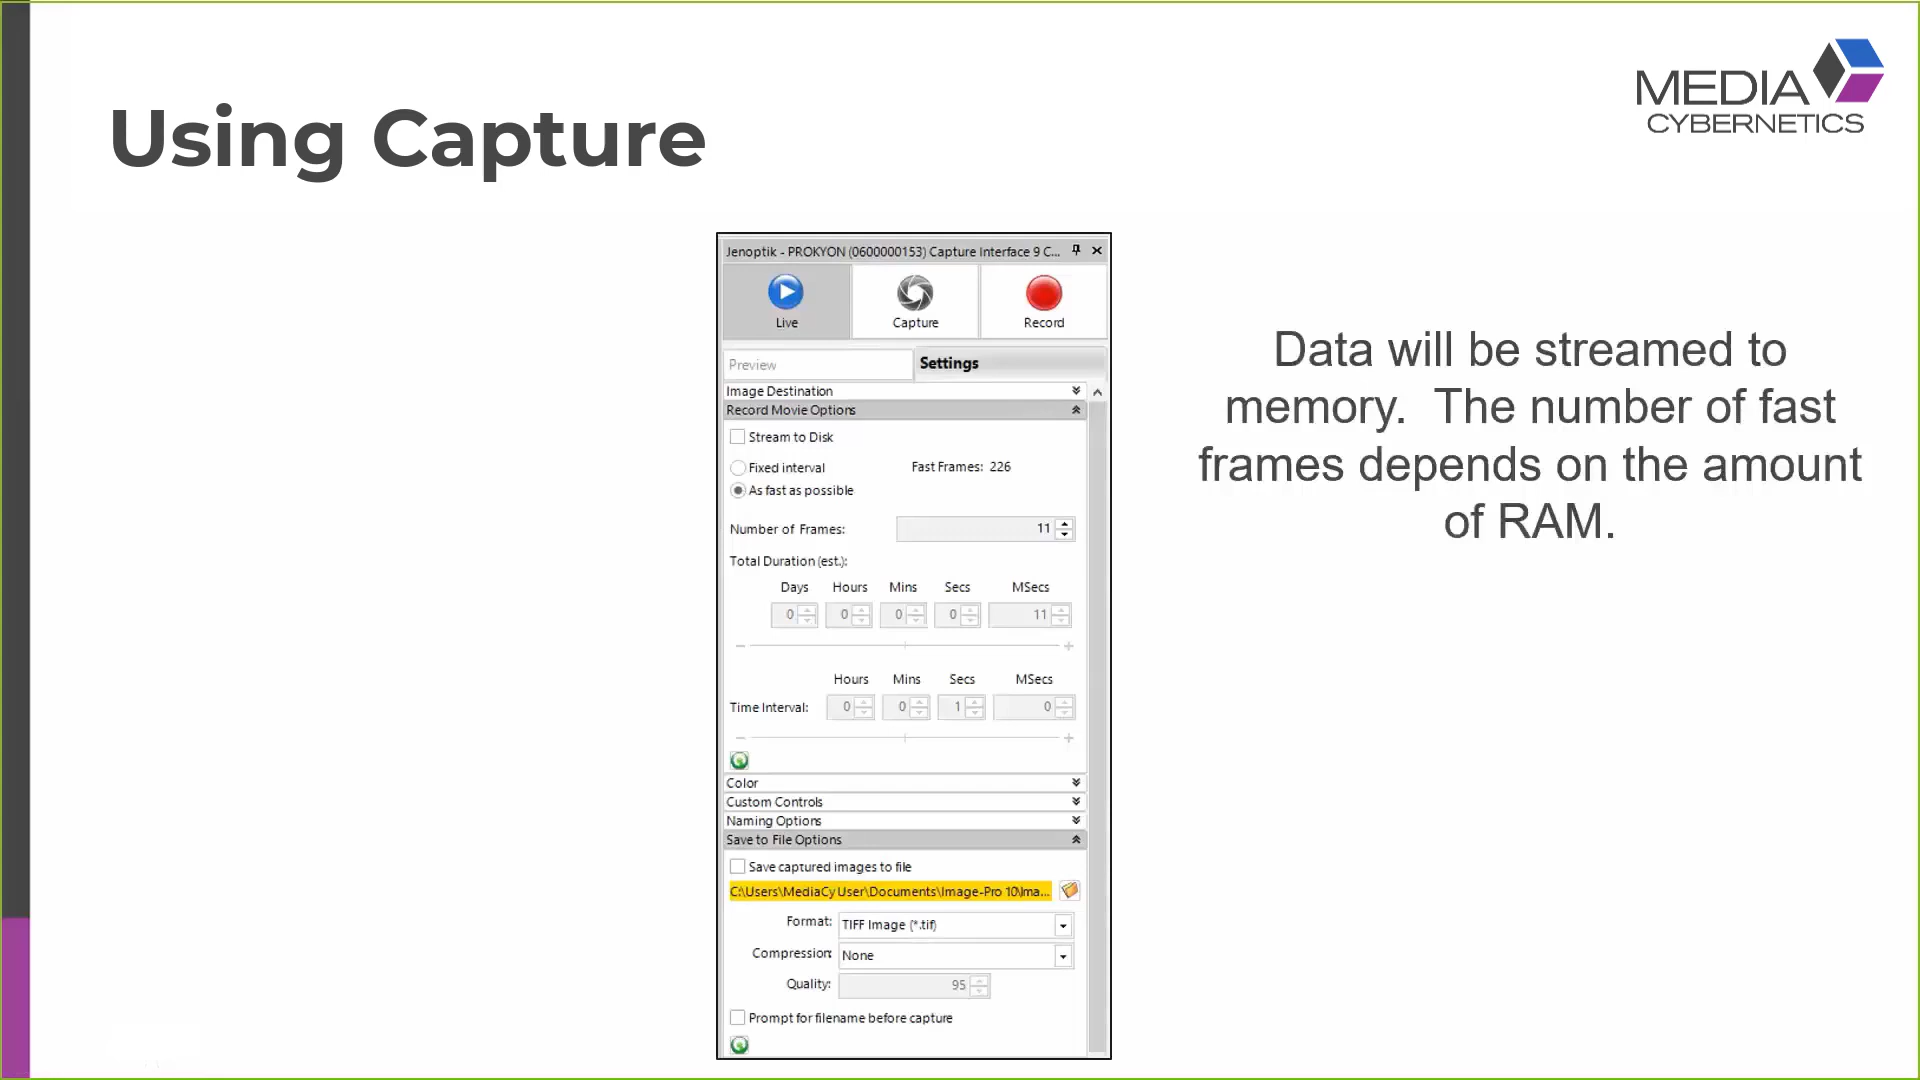 MEDIA
CYBERNETICS
Using Capture
Jenoptik - PROKYON (0600000153) Capture Interface 9 C...
Live
Capture
Record
Preview
Settings
Image Destination
Record Movie Options
Stream to Disk
Fixed interval
Fast Frames: 226
As fast as possible
Number of Frames:
11
Total Duration (est.):
Days Hours Mins Secs MSecs
0 0 0 0 11
Hours Mins Secs MSecs
Time Interval: 0 0 1 0
Color
Custom Controls
Naming Options
Save to File Options
Save captured images to file
C:\Users\MediaCy User\Documents\Image-Pro 10\Ima...
Format: TIFF Image (*.tif)
Compression: None
Quality: 95
Prompt for filename before capture
Data will be streamed to
memory. The number of fast
frames depends on the amount
of RAM.